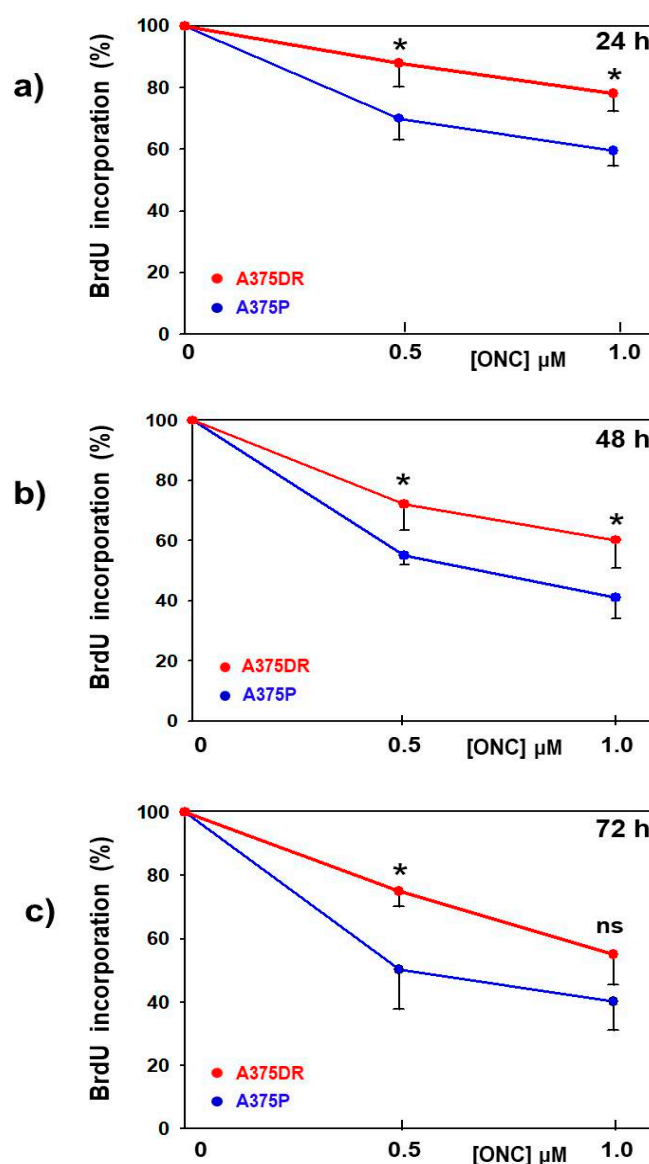 a)
BrdU incorporation (%)
100
80
60
40
20
0
24 h
*
*
A375DR
A375P
0
0.5
[ONC] µM
1.0
b)
BrdU incorporation (%)
100
80
60
40
20
0
48 h
*
*
A375DR
A375P
0
0.5
[ONC] µM
1.0
c)
BrdU incorporation (%)
100
80
60
40
20
0
72 h
*
ns
A375DR
A375P
0
0.5
[ONC] µM
1.0